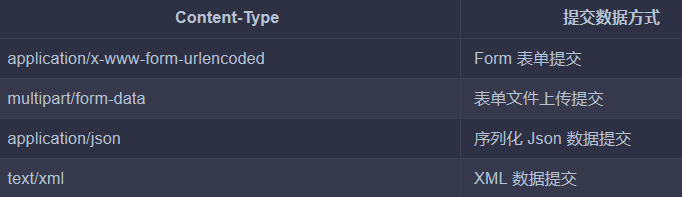 Content-Type 提交数据方式
application/x-www-form-urlencoded Form 表单提交
multipart/form-data 表单文件上传提交
application/json 序列化 Json 数据提交
text/xml XML 数据提交